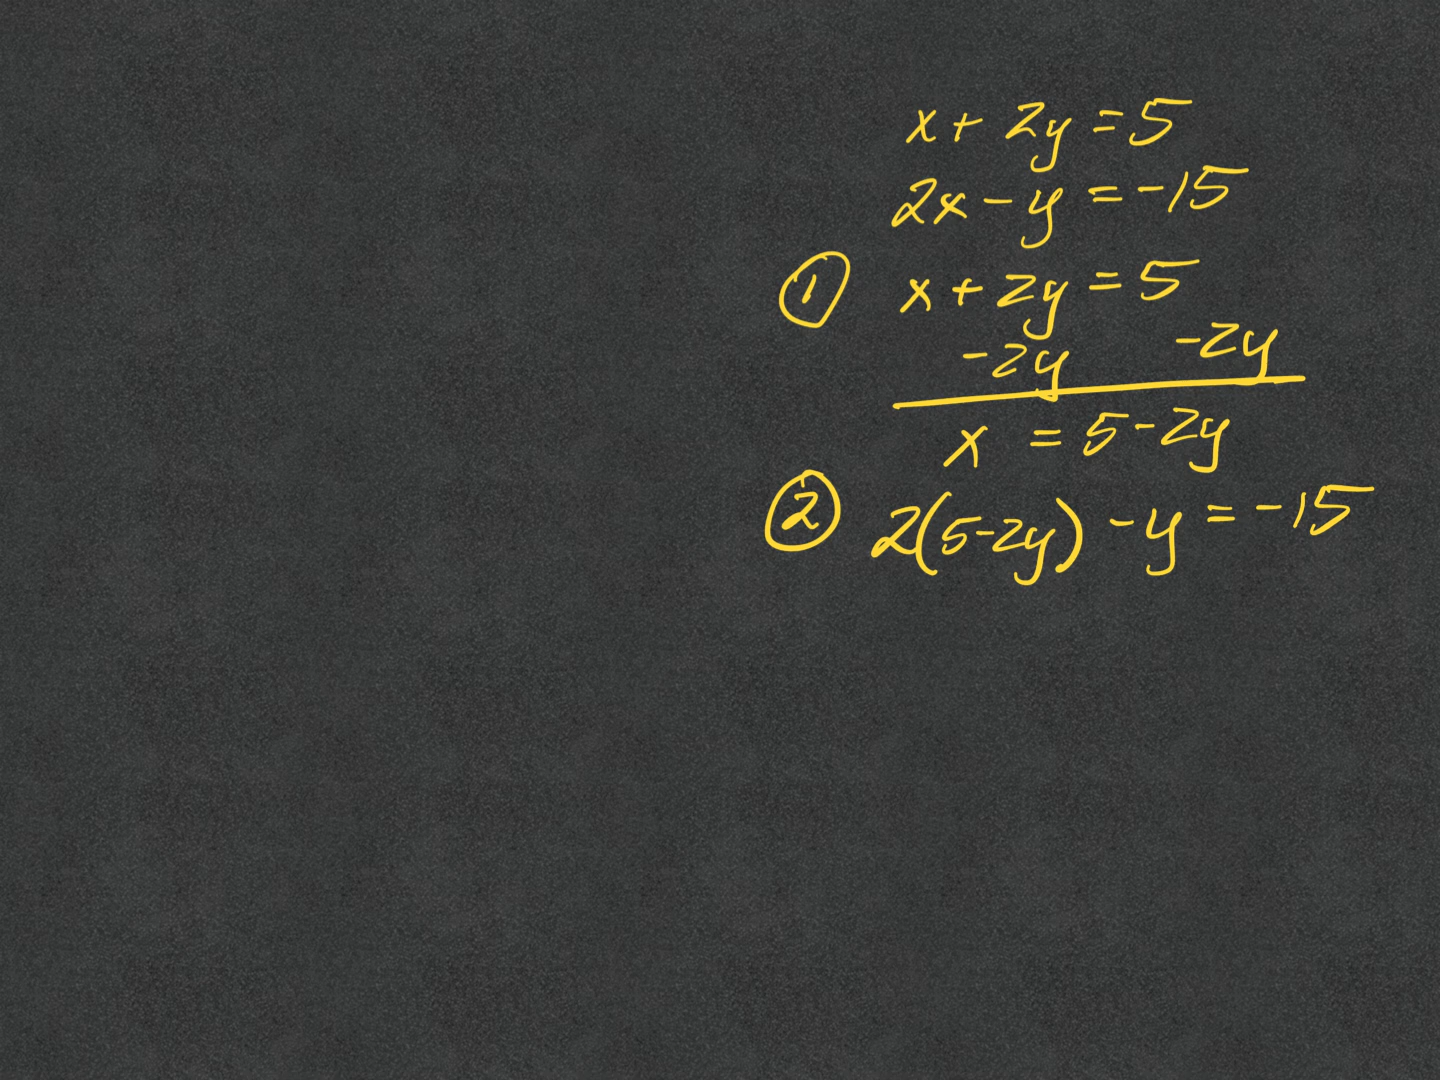 x + 2y = 5
2x - y = -15
① x + 2y = 5
-2y -2y
x = 5 - 2y
② 2(5-2y) - y = -15